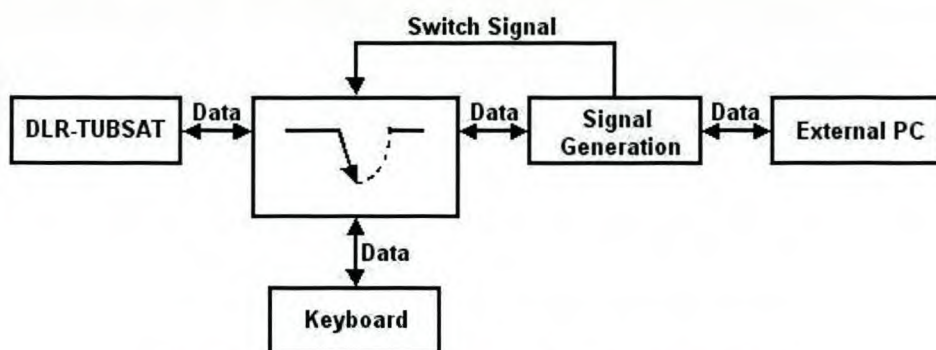 Switch Signal
DLR-TUBSAT
Data
Data
Signal
Generation
Data
External PC
Data
Keyboard